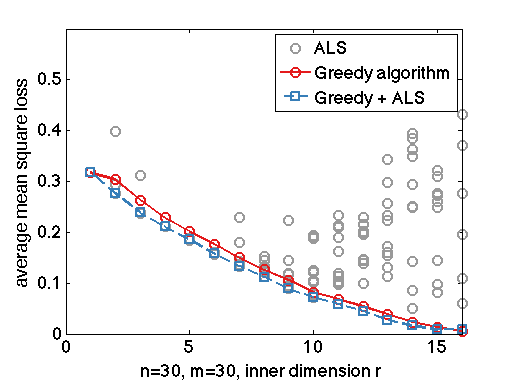 ALS
Greedy algorithm
Greedy + ALS
average mean square loss
0.5
0.4
0.3
0.2
0.1
0
0
5
10
15
n=30, m=30, inner dimension r